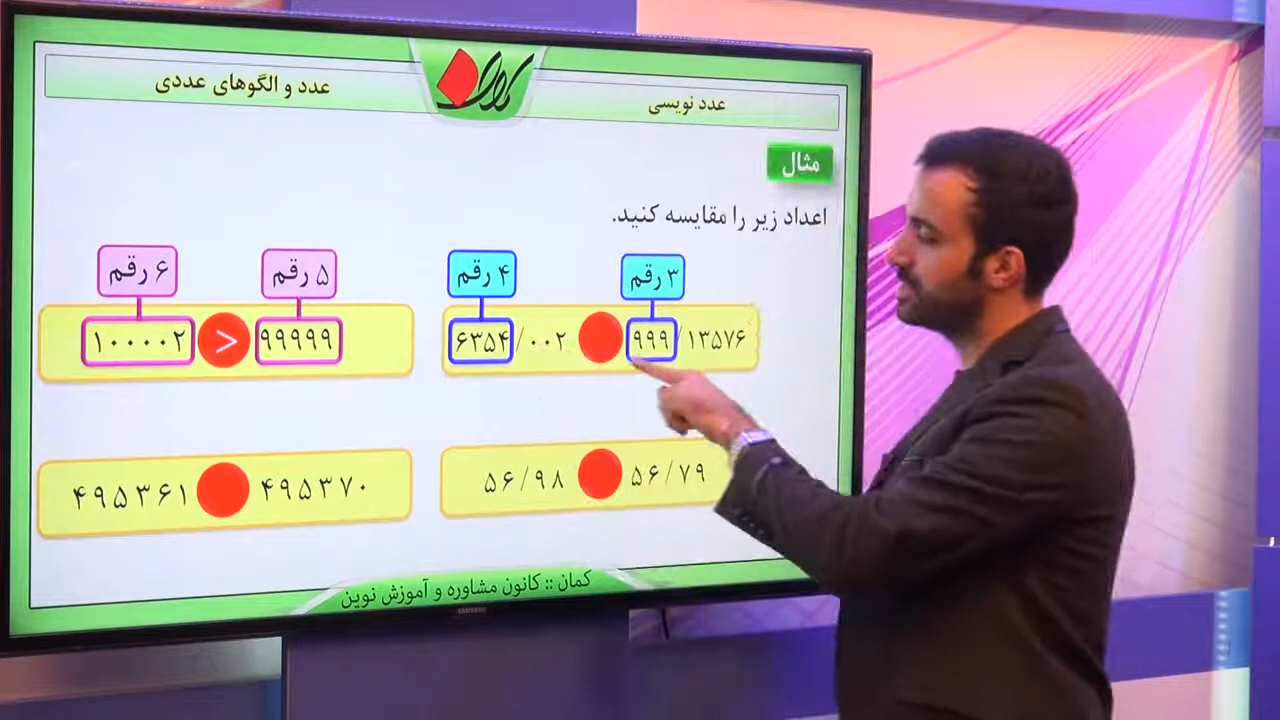 عدد نویسی
عدد و الگوهای عددی
مثال
اعداد زیر را مقایسه کنید.
۳ رقم
۴ رقم
۵ رقم
۶ رقم
۶۳۵۴/۰۰۲ ۹۹۹/۱۳۵۷۶
۱۰۰۰۰۲ > ۹۹۹۹۹
۵۶/۹۸ ۵۶/۷۹
۴۹۵۳۶۱ ۴۹۵۳۷۰
کمان :: کانون مشاوره و آموزش نوین
SAMSUNG